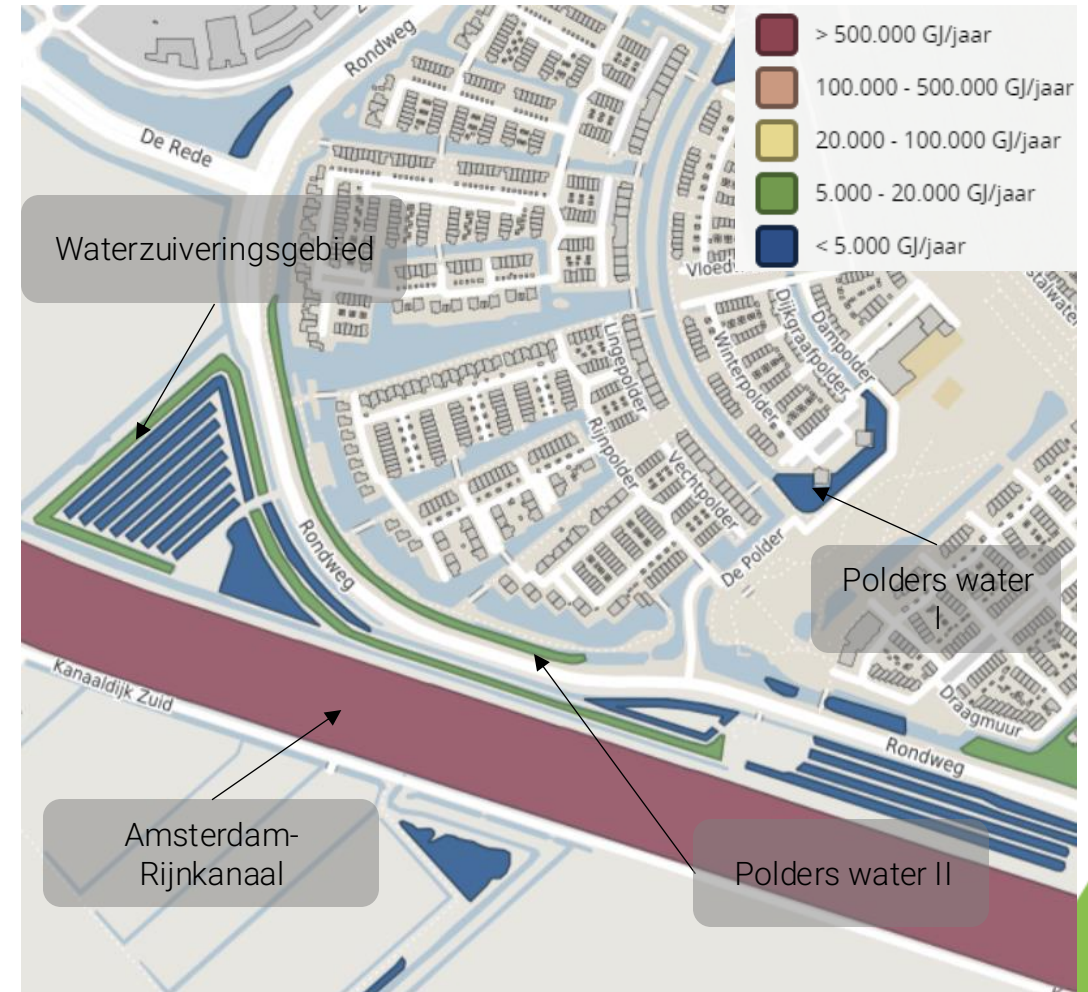 > 500.000 GJ/jaar
100.000 - 500.000 GJ/jaar
20.000 - 100.000 GJ/jaar
5.000 - 20.000 GJ/jaar
< 5.000 GJ/jaar
Rondweg
De Rede
Waterzuiveringsgebied
Lingepolder
Winterpolder
Dijkgraafpolder
Dampolder
Rijnpolder
Vechtpolder
De Polder
Rondweg
Polders water
I
Kanaaldijk Zuid
Draagmuur
Rondweg
Amsterdam-
Rijnkanaal
Polders water II